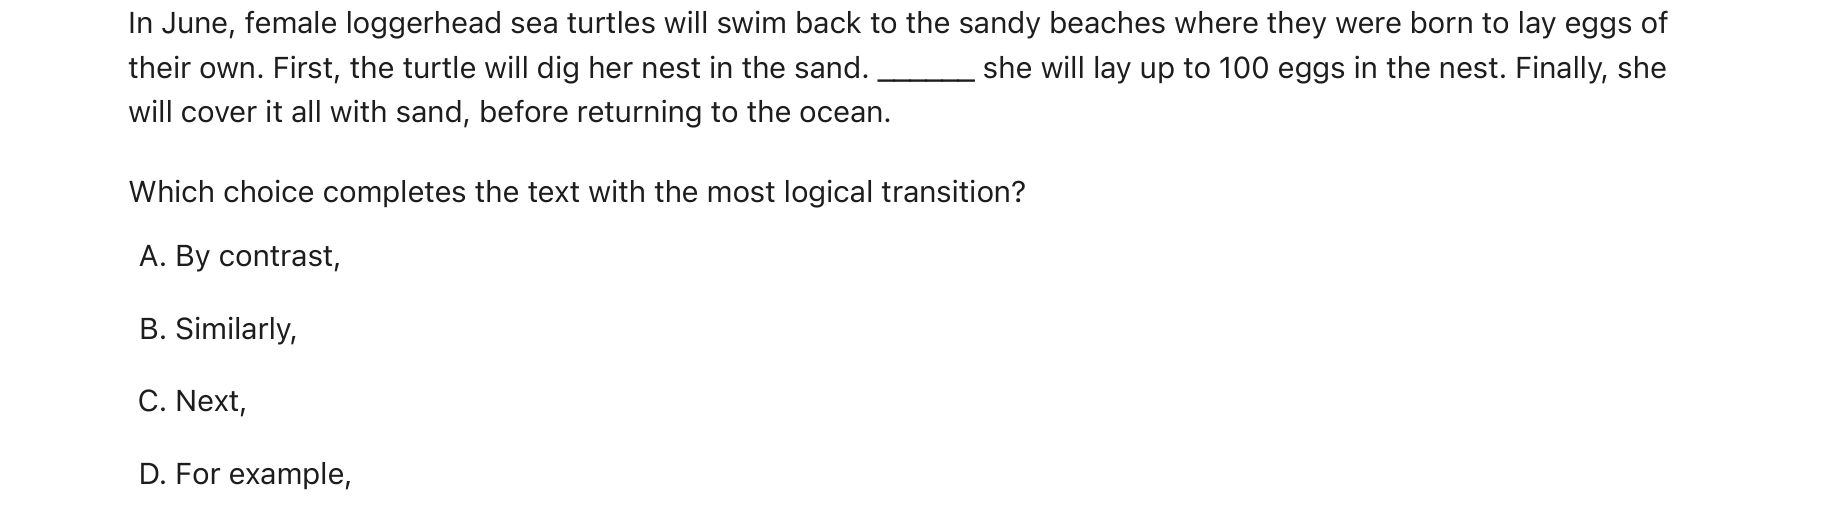 In June, female loggerhead sea turtles will swim back to the sandy beaches where they were born to lay eggs of
their own. First, the turtle will dig her nest in the sand. ______ she will lay up to 100 eggs in the nest. Finally, she
will cover it all with sand, before returning to the ocean.
Which choice completes the text with the most logical transition?
A. By contrast,
B. Similarly,
C. Next,
D. For example,